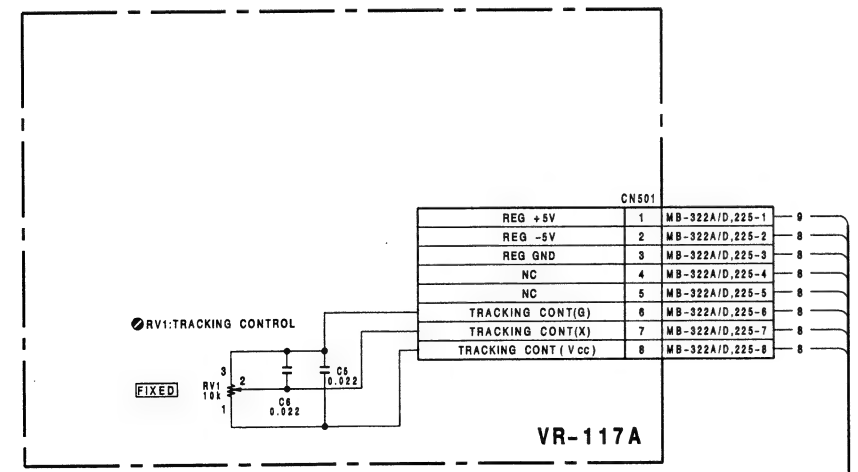 CN501
REG +5V 1 MB-322A/D,225-1 9
REG -5V 2 MB-322A/D,225-2 8
REG GND 3 MB-322A/D,225-3 8
NC 4 MB-322A/D,225-4 8
NC 5 MB-322A/D,225-5 8
TRACKING CONT(G) 6 MB-322A/D,225-6 8
TRACKING CONT(X) 7 MB-322A/D,225-7 8
TRACKING CONT(Vcc) 8 MB-322A/D,225-8 8
RV1:TRACKING CONTROL
3
2
C5
0.022
FIXED
RV1
10k
1
C6
0.022
VR-117A